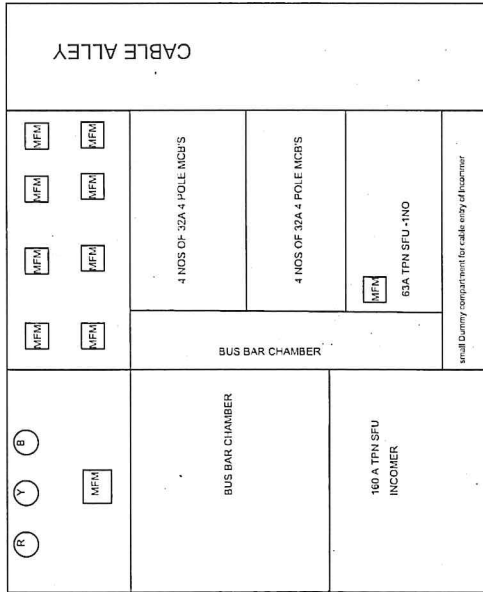 CABLE ALLEY
MFM
MFM
MFM
MFM
MFM
MFM
MFM
MFM
4 NOS OF 32A 4 POLE MCB'S
4 NOS OF 32A 4 POLE MCB'S
MFM
63A TPN SFU -1NO
small Dummy compartment for cable entry of Incommer
BUS BAR CHAMBER
R
Y
B
MFM
BUS BAR CHAMBER
160 A TPN SFU
INCOMER